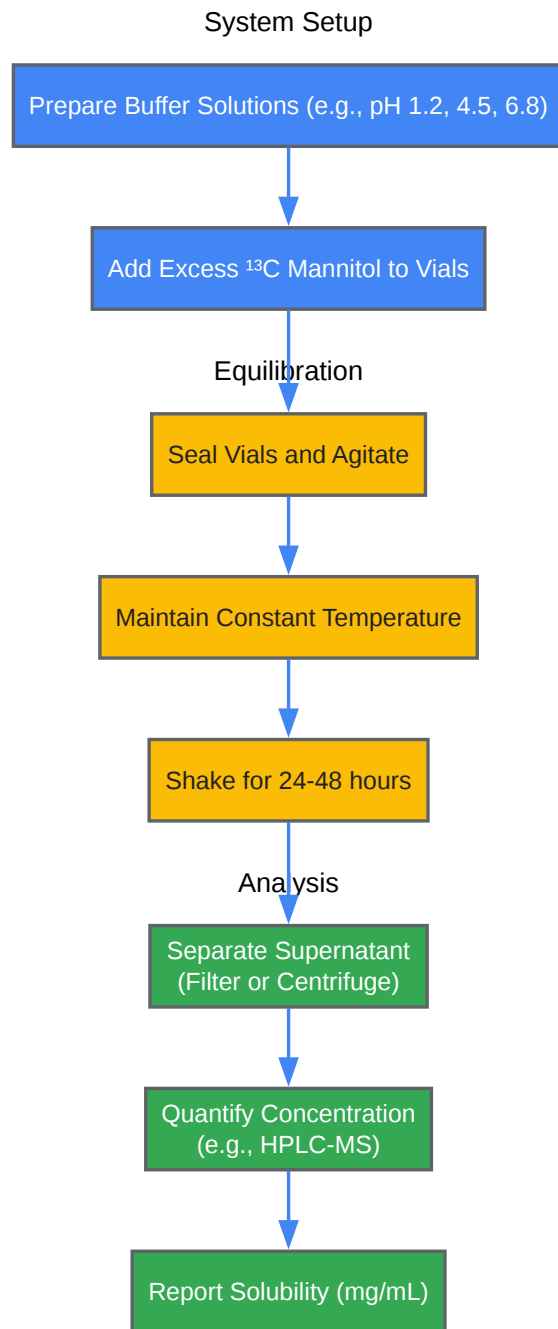 System Setup
Prepare Buffer Solutions (e.g., pH 1.2, 4.5, 6.8)
Add Excess ¹³C Mannitol to Vials
Equilibration
Seal Vials and Agitate
Maintain Constant Temperature
Shake for 24-48 hours
Analysis
Separate Supernatant
(Filter or Centrifuge)
Quantify Concentration
(e.g., HPLC-MS)
Report Solubility (mg/mL)